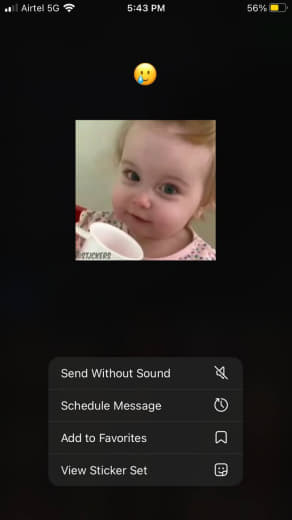 Airtel 5G 5:43 PM 56%
STICKERS
Send Without Sound
Schedule Message
Add to Favorites
View Sticker Set